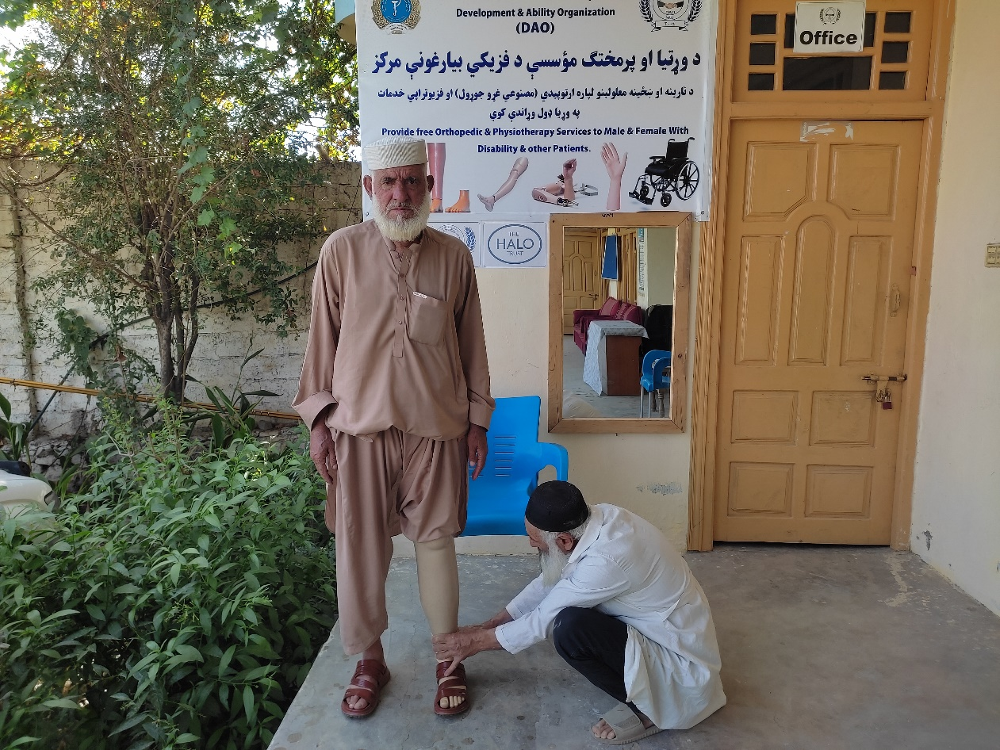 Development & Ability Organization
(DAO)
د وړتیا او پرمختگ مؤسسې د فزیکي بیارغونې مرکز
د نارینه او ښځینه معلولینو لپاره ارتوپیدي (مصنوعي غړو جوړول) او فزیوتراپي خدمات
په وړیا ډول وړاندې کوي
Provide free Orthopedic & Physiotherapy Services to Male & Female With
Disability & other Patients.
THE
HALO
TRUST
Office